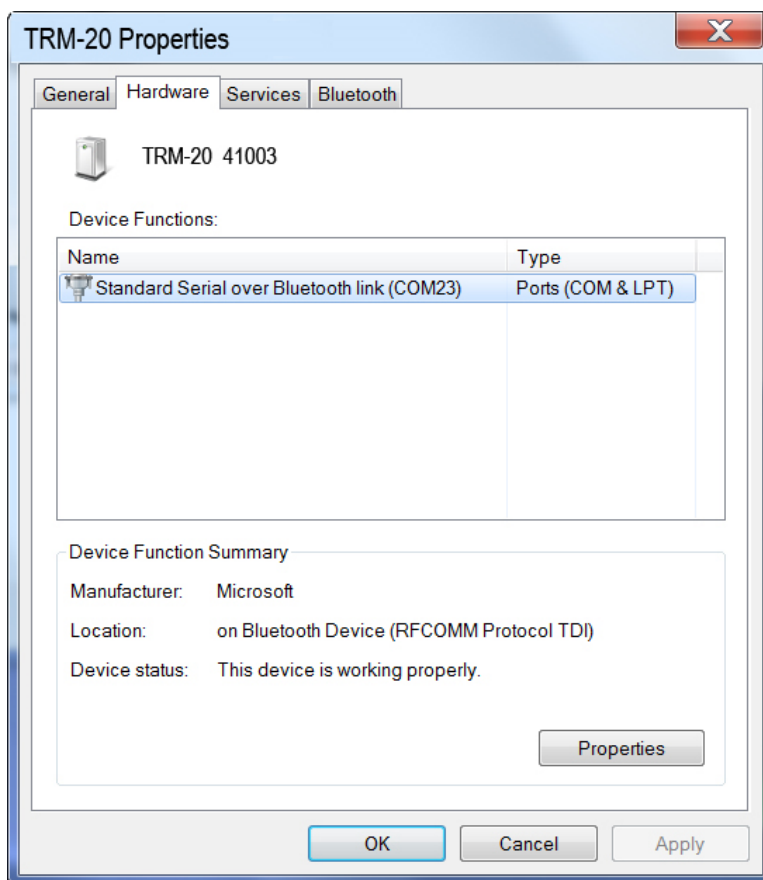 TRM-20 Properties
General Hardware Services Bluetooth
TRM-20 41003
Device Functions:
Name Type
Standard Serial over Bluetooth link (COM23) Ports (COM & LPT)
Device Function Summary
Manufacturer: Microsoft
Location: on Bluetooth Device (RFCOMM Protocol TDI)
Device status: This device is working properly.
Properties
OK Cancel Apply